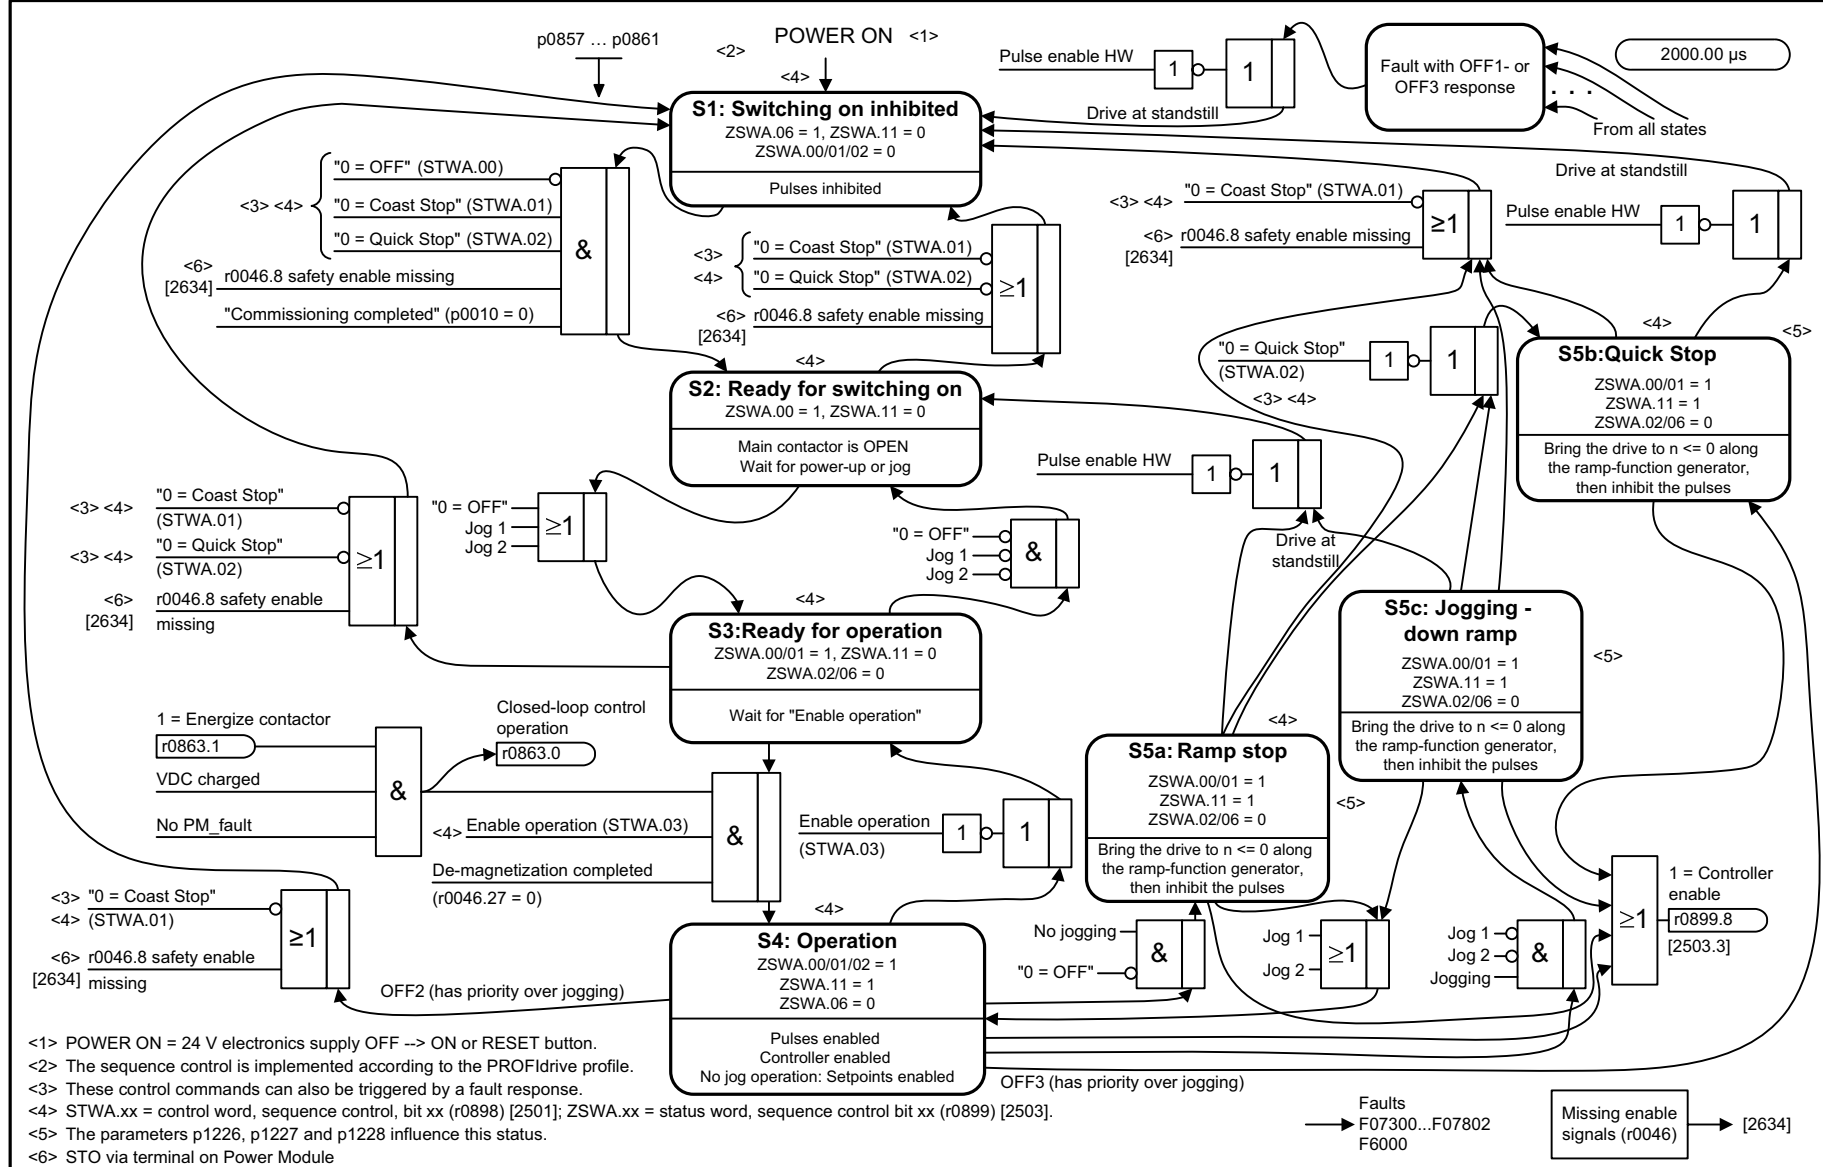 p0857 ... p0861
<2>
POWER ON <1>
<4>
Pulse enable HW
1
1
Drive at standstill
Fault with OFF1- or
OFF3 response
. . .
From all states
2000.00 µs
S1: Switching on inhibited
ZSWA.06 = 1, ZSWA.11 = 0
ZSWA.00/01/02 = 0
Pulses inhibited
<3> <4>
"0 = OFF" (STWA.00)
"0 = Coast Stop" (STWA.01)
"0 = Quick Stop" (STWA.02)
<6>
[2634]
r0046.8 safety enable missing
"Commissioning completed" (p0010 = 0)
&
<3>
<4>
"0 = Coast Stop" (STWA.01)
"0 = Quick Stop" (STWA.02)
<6>
[2634]
r0046.8 safety enable missing
≥1
<3> <4>
"0 = Coast Stop" (STWA.01)
<6>
[2634]
r0046.8 safety enable missing
≥1
Drive at standstill
Pulse enable HW
1
1
<4>
S2: Ready for switching on
ZSWA.00 = 1, ZSWA.11 = 0
Main contactor is OPEN
Wait for power-up or jog
"0 = Quick Stop"
(STWA.02)
<3> <4>
1
1
<4>
<5>
S5b:Quick Stop
ZSWA.00/01 = 1
ZSWA.11 = 1
ZSWA.02/06 = 0
Bring the drive to n <= 0 along
the ramp-function generator,
then inhibit the pulses
Pulse enable HW
1
1
Drive at
standstill
<3> <4>
"0 = Coast Stop"
(STWA.01)
<3> <4>
"0 = Quick Stop"
(STWA.02)
<6>
[2634]
r0046.8 safety enable
missing
≥1
"0 = OFF"
Jog 1
Jog 2
≥1
"0 = OFF"
Jog 1
Jog 2
&
<4>
S3:Ready for operation
ZSWA.00/01 = 1, ZSWA.11 = 0
ZSWA.02/06 = 0
Wait for "Enable operation"
S5c: Jogging -
down ramp
ZSWA.00/01 = 1
ZSWA.11 = 1
ZSWA.02/06 = 0
Bring the drive to n <= 0 along
the ramp-function generator,
then inhibit the pulses
<5>
1 = Energize contactor
r0863.1
VDC charged
No PM_fault
&
Closed-loop control
operation
r0863.0
<4> Enable operation (STWA.03)
De-magnetization completed
(r0046.27 = 0)
&
Enable operation
(STWA.03)
1
1
<4>
S5a: Ramp stop
ZSWA.00/01 = 1
ZSWA.11 = 1
ZSWA.02/06 = 0
Bring the drive to n <= 0 along
the ramp-function generator,
then inhibit the pulses
<5>
<3> "0 = Coast Stop"
<4> (STWA.01)
<6> r0046.8 safety enable
[2634] missing
≥1
OFF2 (has priority over jogging)
<4>
S4: Operation
ZSWA.00/01/02 = 1
ZSWA.11 = 1
ZSWA.06 = 0
Pulses enabled
Controller enabled
No jog operation: Setpoints enabled
No jogging
"0 = OFF"
&
Jog 1
Jog 2
≥1
Jog 1
Jog 2
Jogging
&
≥1
1 = Controller
enable
r0899.8
[2503.3]
OFF3 (has priority over jogging)
<1> POWER ON = 24 V electronics supply OFF --> ON or RESET button.
<2> The sequence control is implemented according to the PROFIdrive profile.
<3> These control commands can also be triggered by a fault response.
<4> STWA.xx = control word, sequence control, bit xx (r0898) [2501]; ZSWA.xx = status word, sequence control bit xx (r0899) [2503].
<5> The parameters p1226, p1227 and p1228 influence this status.
<6> STO via terminal on Power Module
Faults
F07300...F07802
F6000
Missing enable
signals (r0046)
[2634]